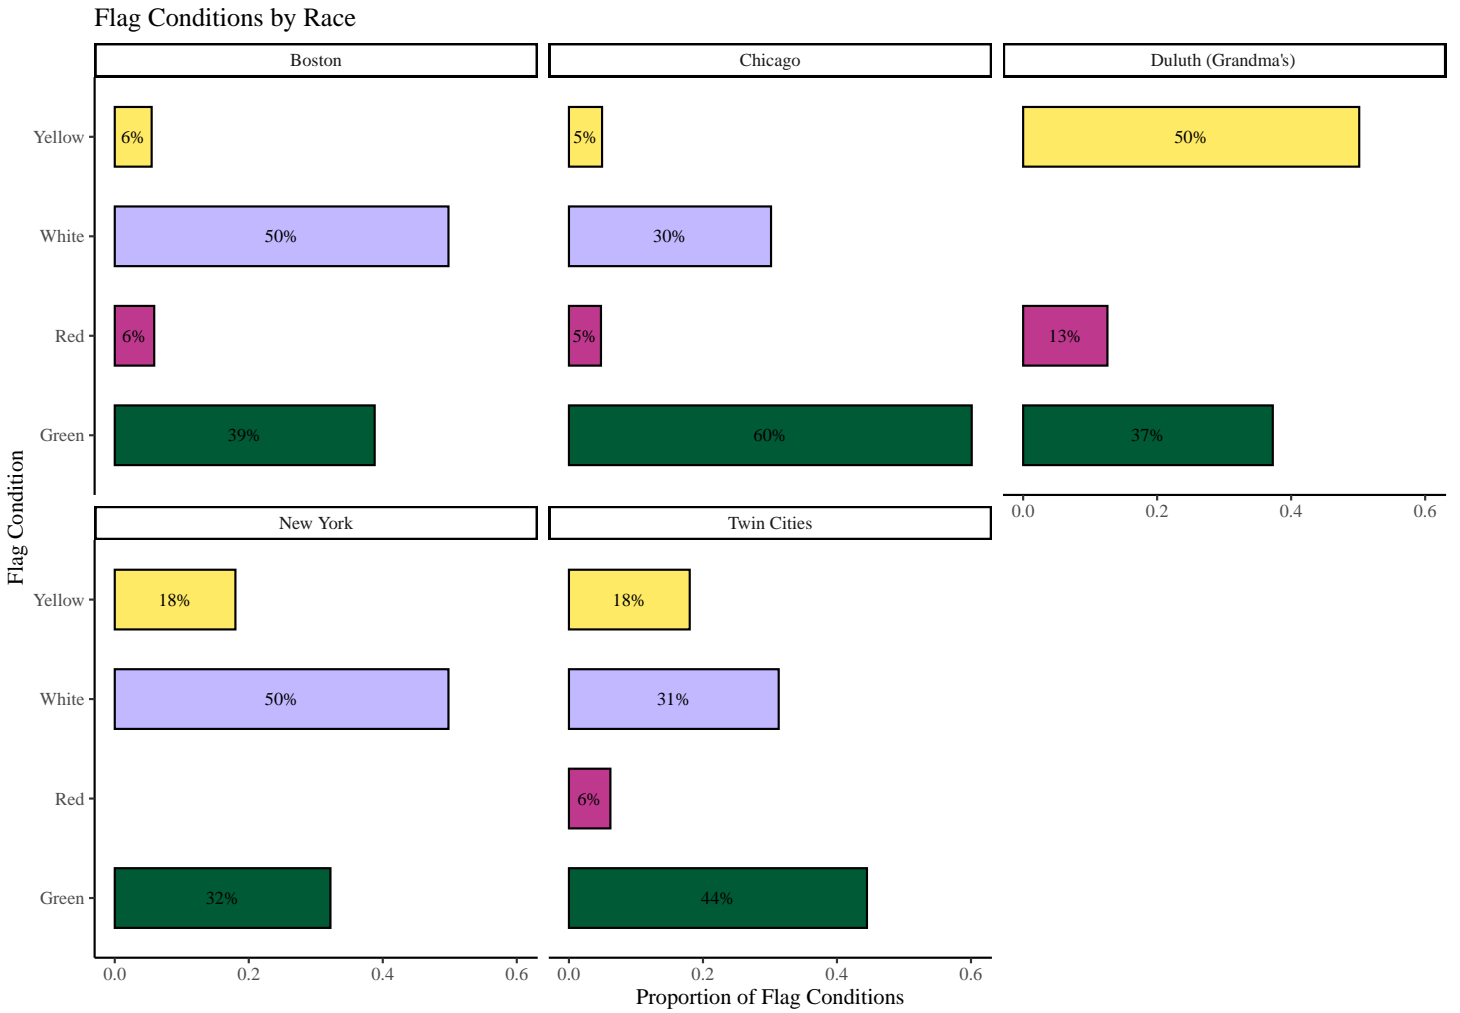 Flag Conditions by Race
Boston
Chicago
Duluth (Grandma's)
Yellow
6%
5%
50%
White
50%
30%
Red
6%
5%
13%
Green
39%
60%
37%
0.0 0.2 0.4 0.6
Flag Condition
New York
Twin Cities
Yellow
18%
18%
White
50%
31%
Red
6%
Green
32%
44%
0.0 0.2 0.4 0.6
0.0 0.2 0.4 0.6
Proportion of Flag Conditions